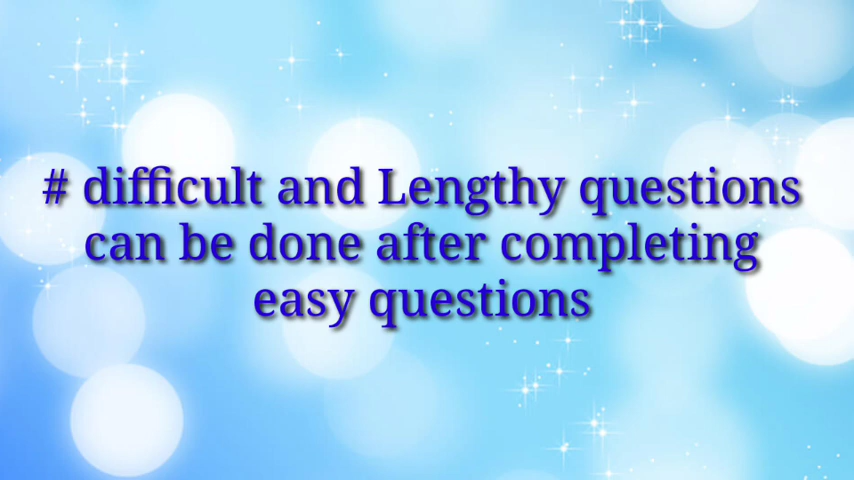 # difficult and Lengthy questions
can be done after completing
easy questions